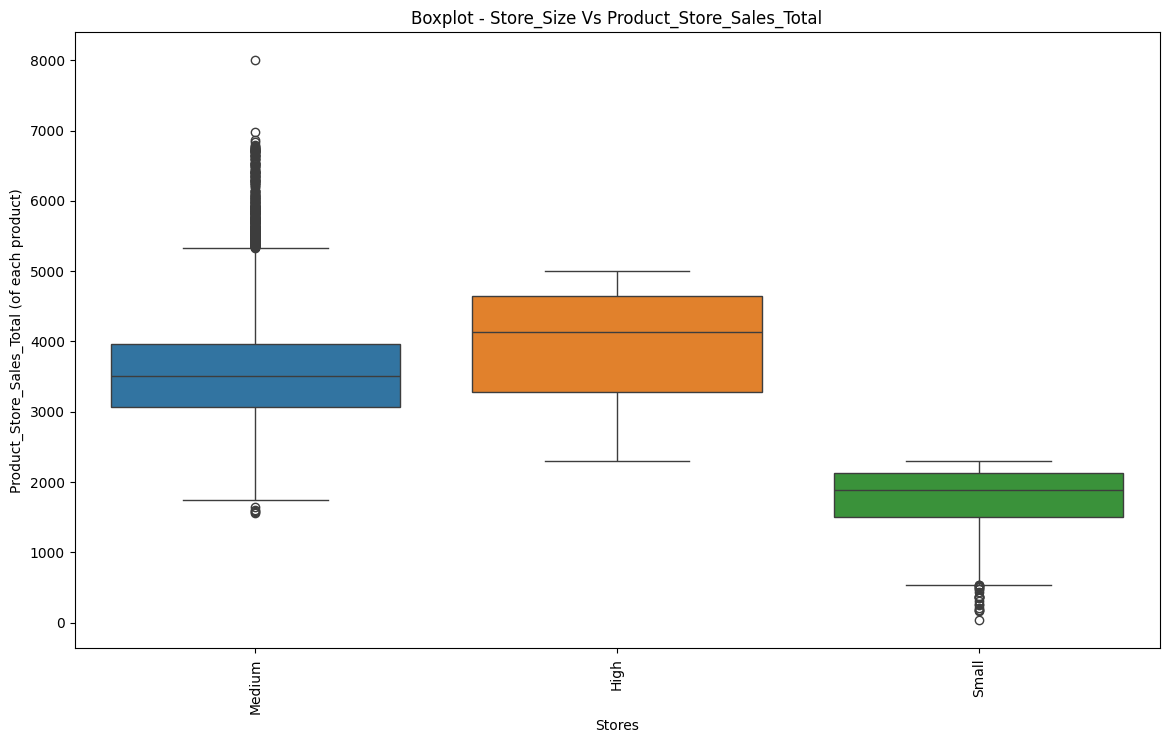 Boxplot - Store_Size Vs Product_Store_Sales_Total
Product_Store_Sales_Total (of each product)
8000
7000
6000
5000
4000
3000
2000
1000
0
Medium
High
Small
Stores